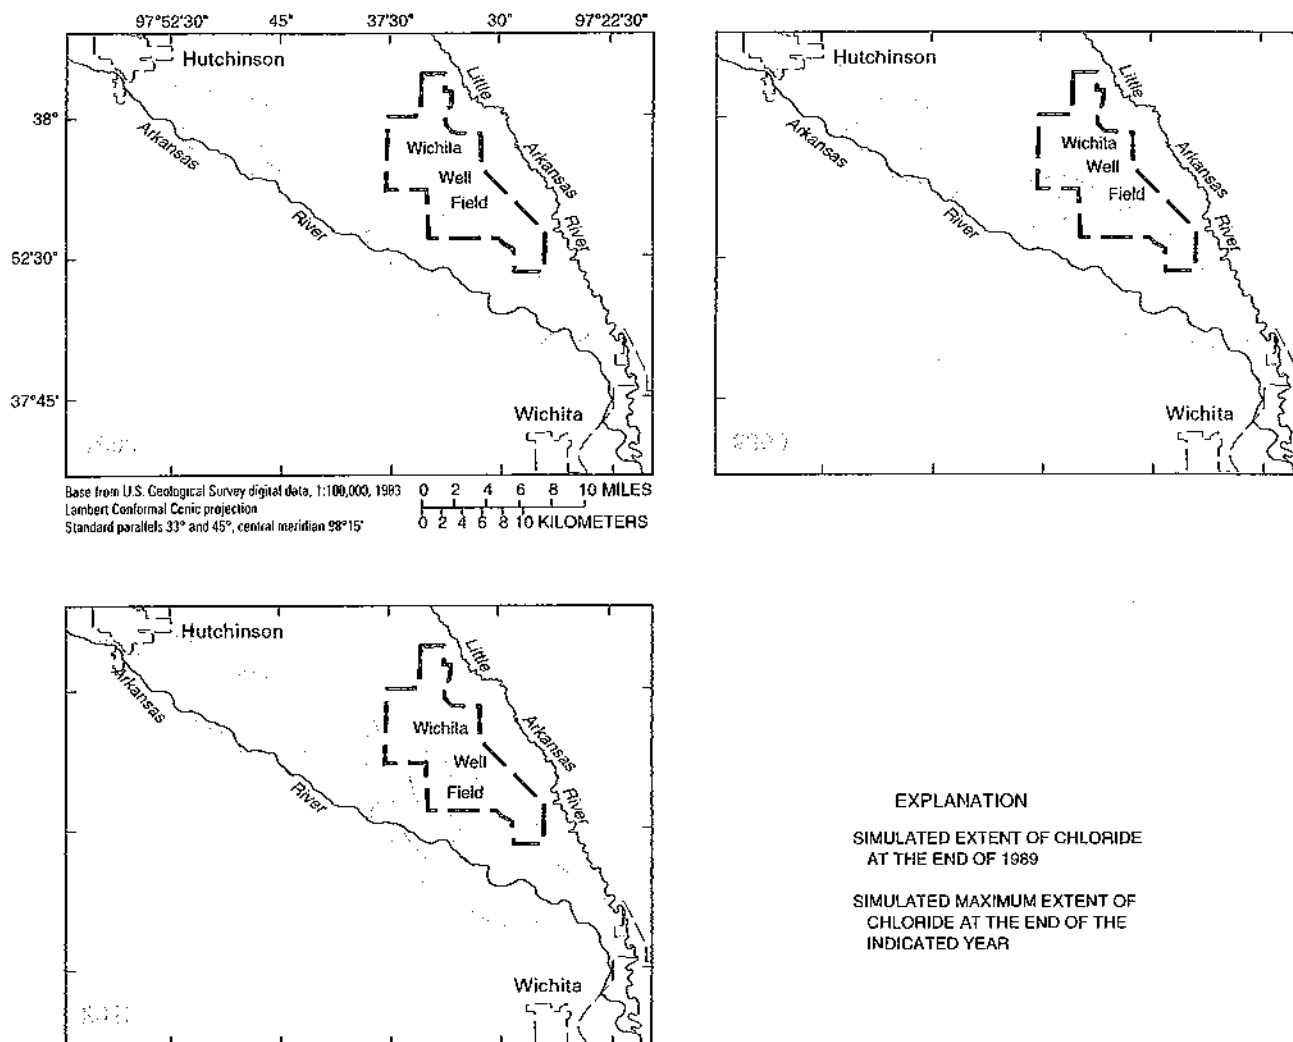 97°52'30" 45° 37'30" 30° 97°22'30"
Hutchinson
Little
38°
Arkansas
Wichita
Arkansas
Well
Field
River
River
52'30"
37°45'
Wichita
Base from U.S. Geological Survey digital data, 1:100,000, 1983
Lambert Conformal Conic projection
Standard parallels 33° and 45°, central meridian 98°15'
0 2 4 6 8 10 MILES
0 2 4 6 8 10 KILOMETERS
Hutchinson
Little
Arkansas
Wichita
Arkansas
Well
Field
River
River
Wichita
Hutchinson
Little
Arkansas
Wichita
Arkansas
Well
Field
River
River
Wichita
EXPLANATION
SIMULATED EXTENT OF CHLORIDE
AT THE END OF 1989
SIMULATED MAXIMUM EXTENT OF
CHLORIDE AT THE END OF THE
INDICATED YEAR